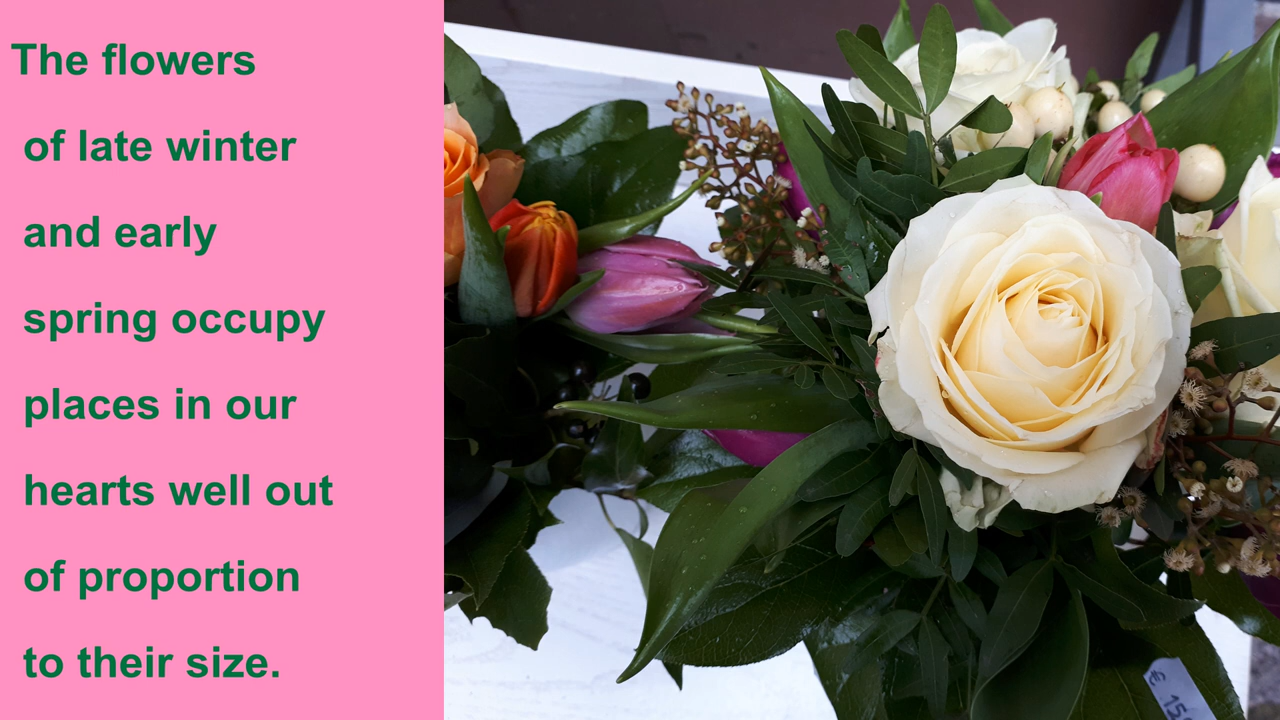 The flowers
of late winter
and early
spring occupy
places in our
hearts well out
of proportion
to their size.
€ 15